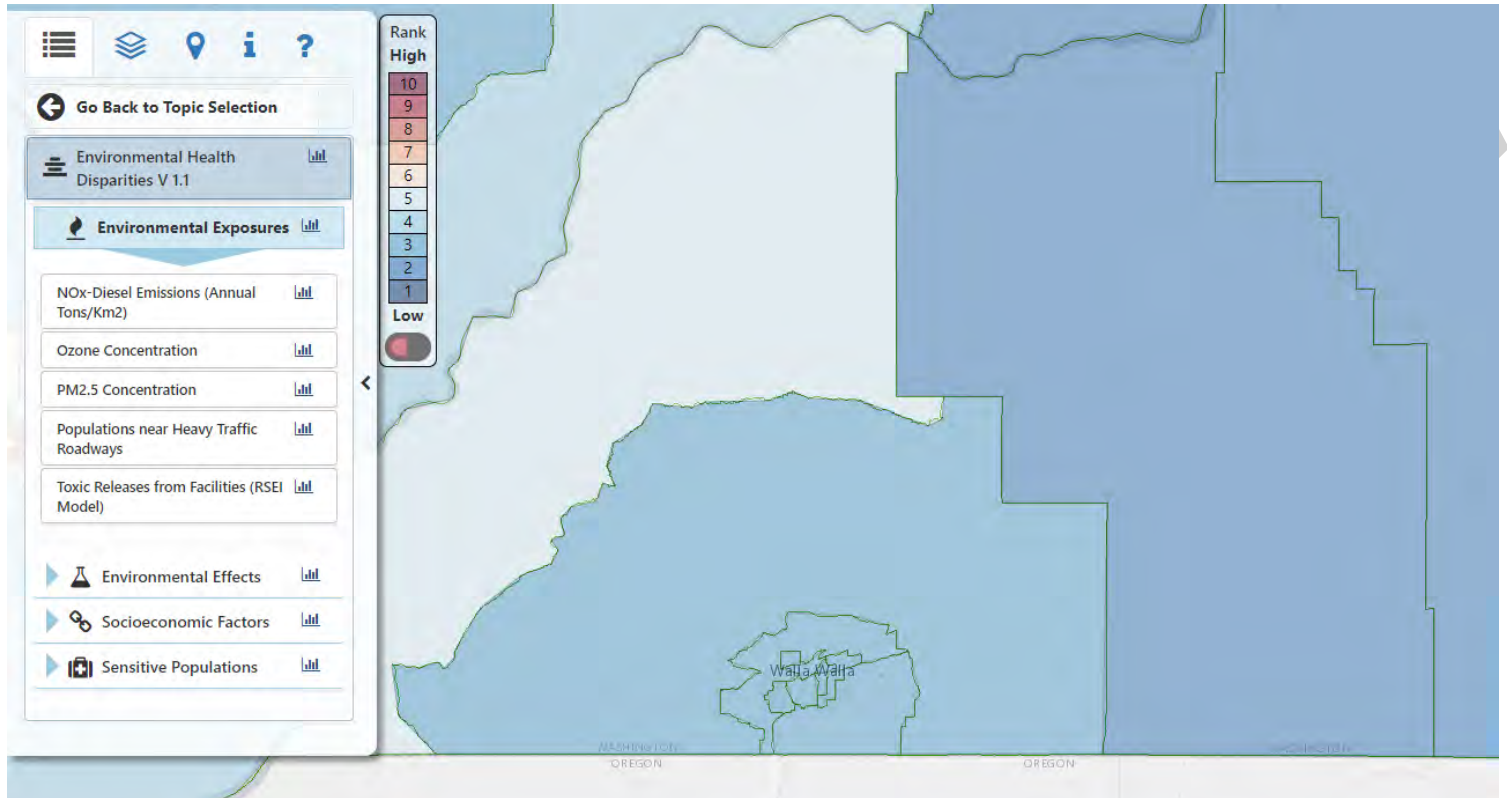 Go Back to Topic Selection
Environmental Health
Disparities V 1.1
Environmental Exposures
NOx-Diesel Emissions (Annual
Tons/Km2)
Ozone Concentration
PM2.5 Concentration
Populations near Heavy Traffic
Roadways
Toxic Releases from Facilities (RSEI
Model)
Environmental Effects
Socioeconomic Factors
Sensitive Populations
Rank
High
10
9
8
7
6
5
4
3
2
1
Low
Walla Walla
WASHINGTON
OREGON
WASHINGTON
OREGON